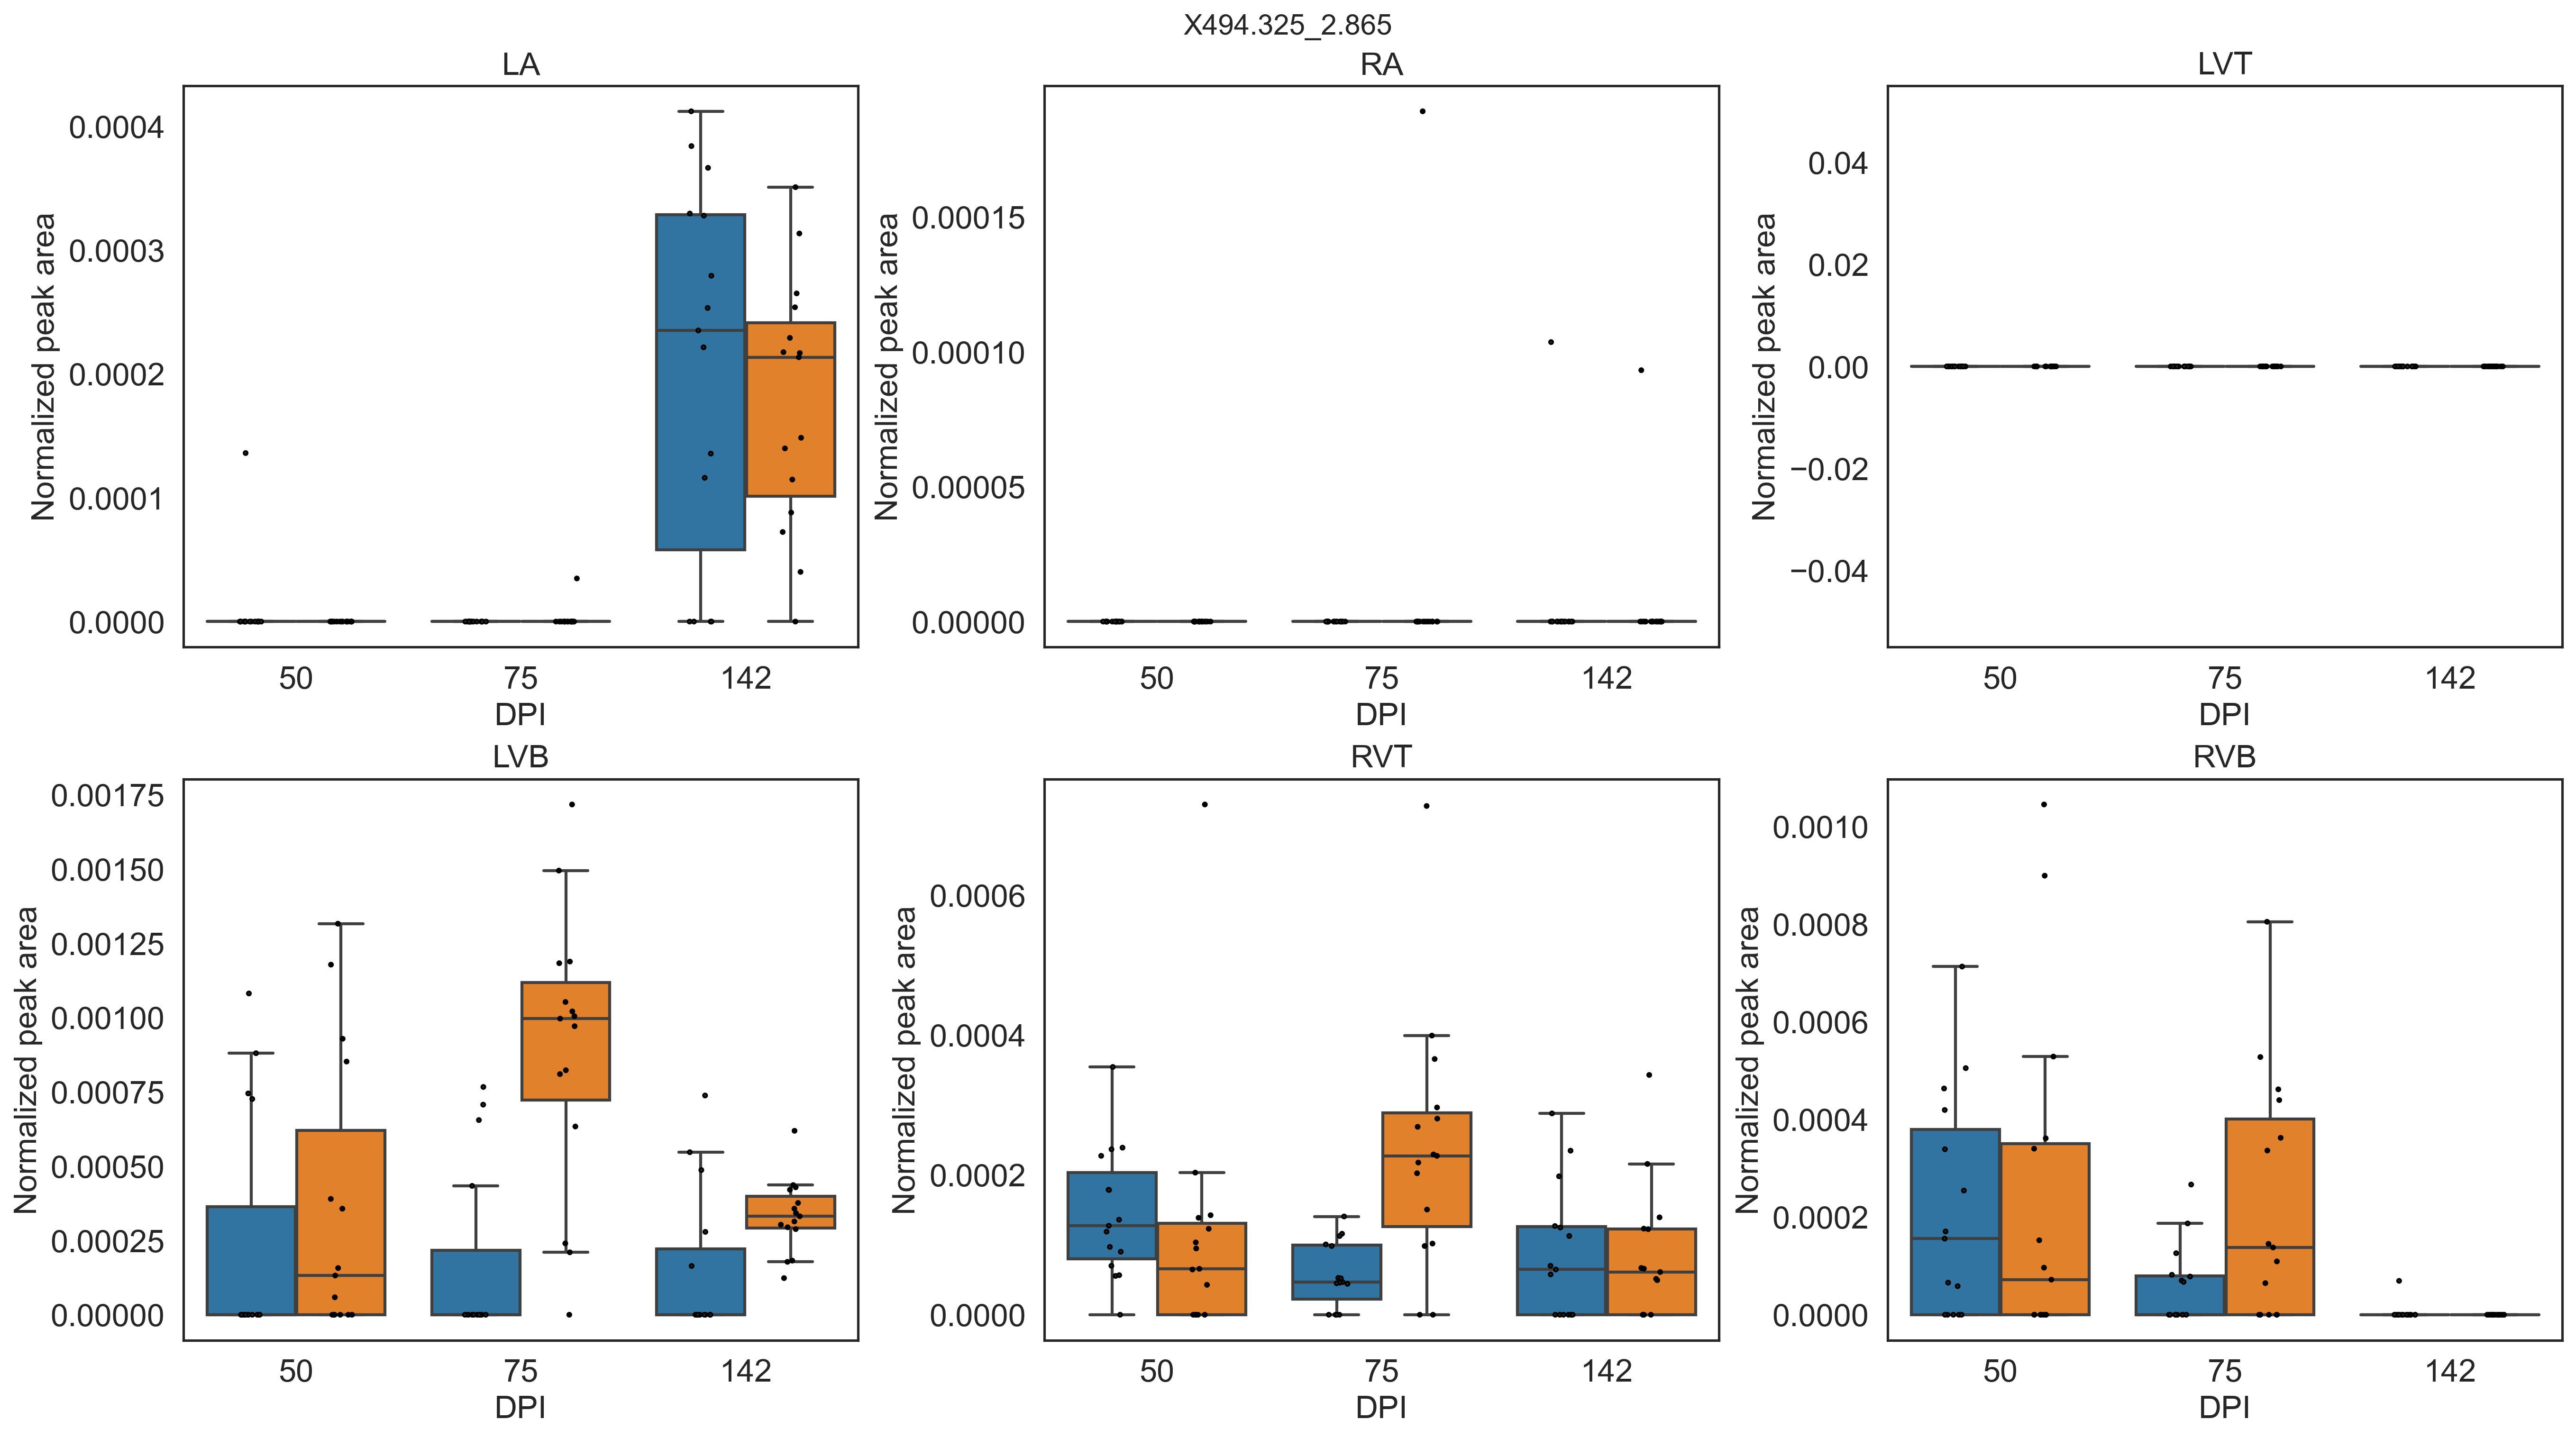 X494.325_2.865
LA
Normalized peak area
0.0004
0.0003
0.0002
0.0001
0.0000
50
75
142
DPI
RA
Normalized peak area
0.00015
0.00010
0.00005
0.00000
50
75
142
DPI
LVT
Normalized peak area
0.04
0.02
0.00
−0.02
−0.04
50
75
142
DPI
LVB
Normalized peak area
0.00175
0.00150
0.00125
0.00100
0.00075
0.00050
0.00025
0.00000
50
75
142
DPI
RVT
Normalized peak area
0.0006
0.0004
0.0002
0.0000
50
75
142
DPI
RVB
Normalized peak area
0.0010
0.0008
0.0006
0.0004
0.0002
0.0000
50
75
142
DPI